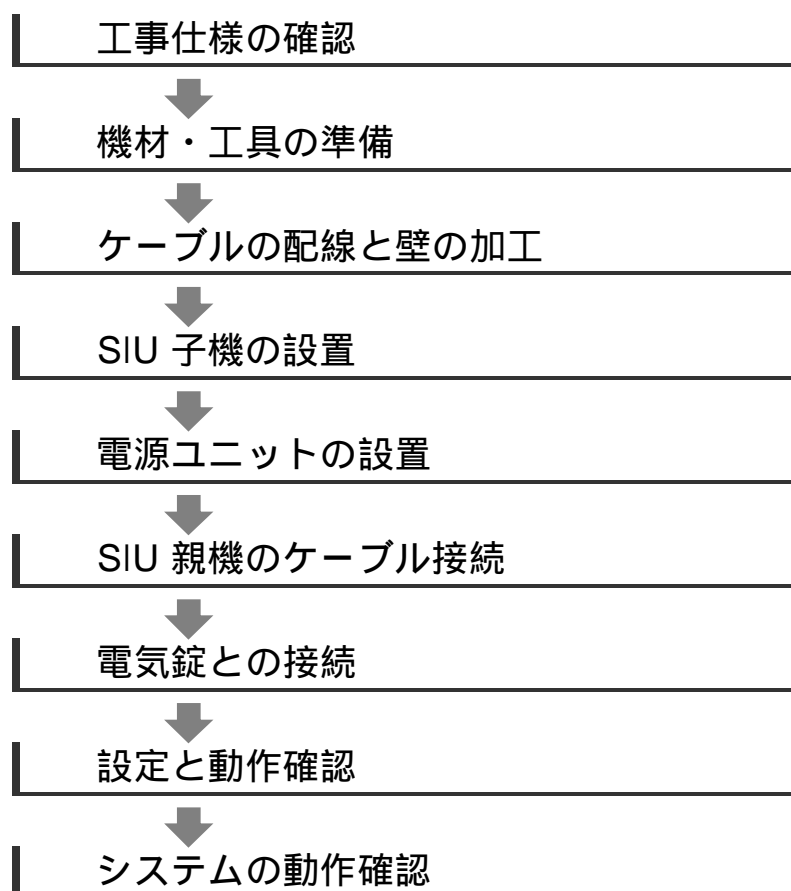 工事仕様の確認
機材・工具の準備
ケーブルの配線と壁の加工
SIU 子機の設置
電源ユニットの設置
SIU 親機のケーブル接続
電気錠との接続
設定と動作確認
システムの動作確認